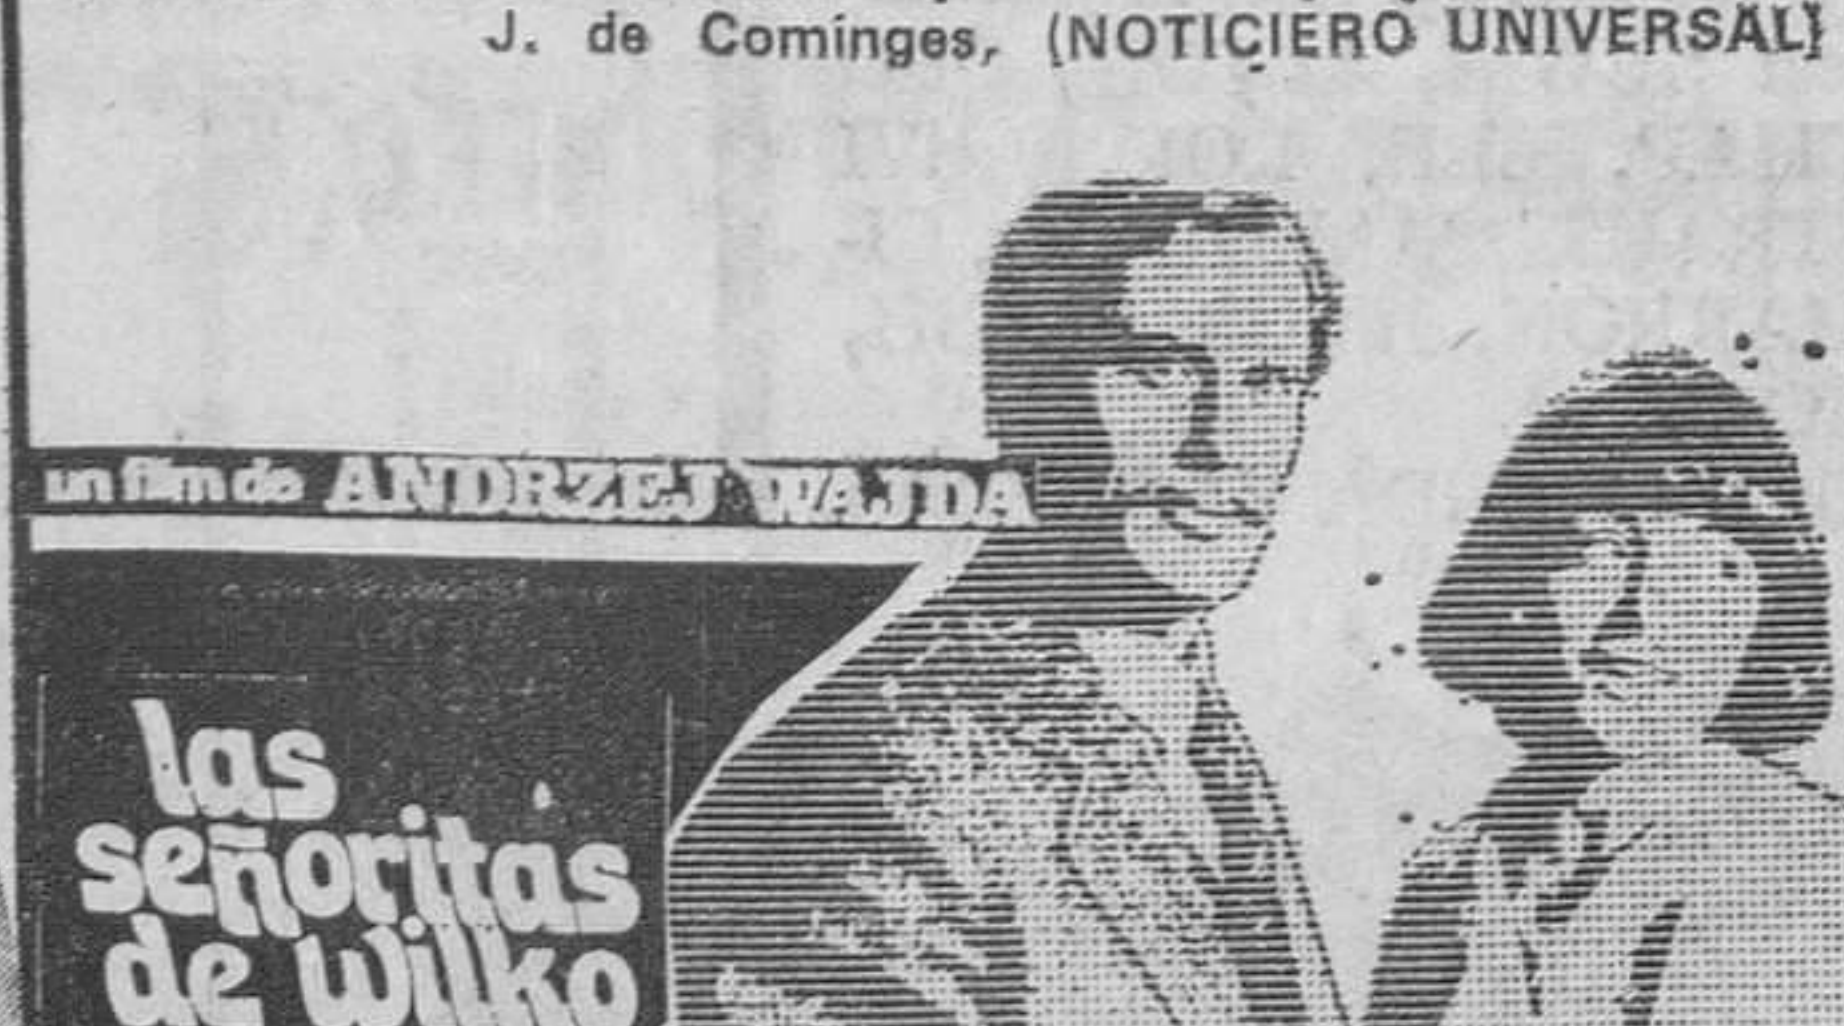 J. de Cominges, (NOTICIERO UNIVERSAL)
un film de ANDRZEJ WAJDA
las
señoritas
de wilko